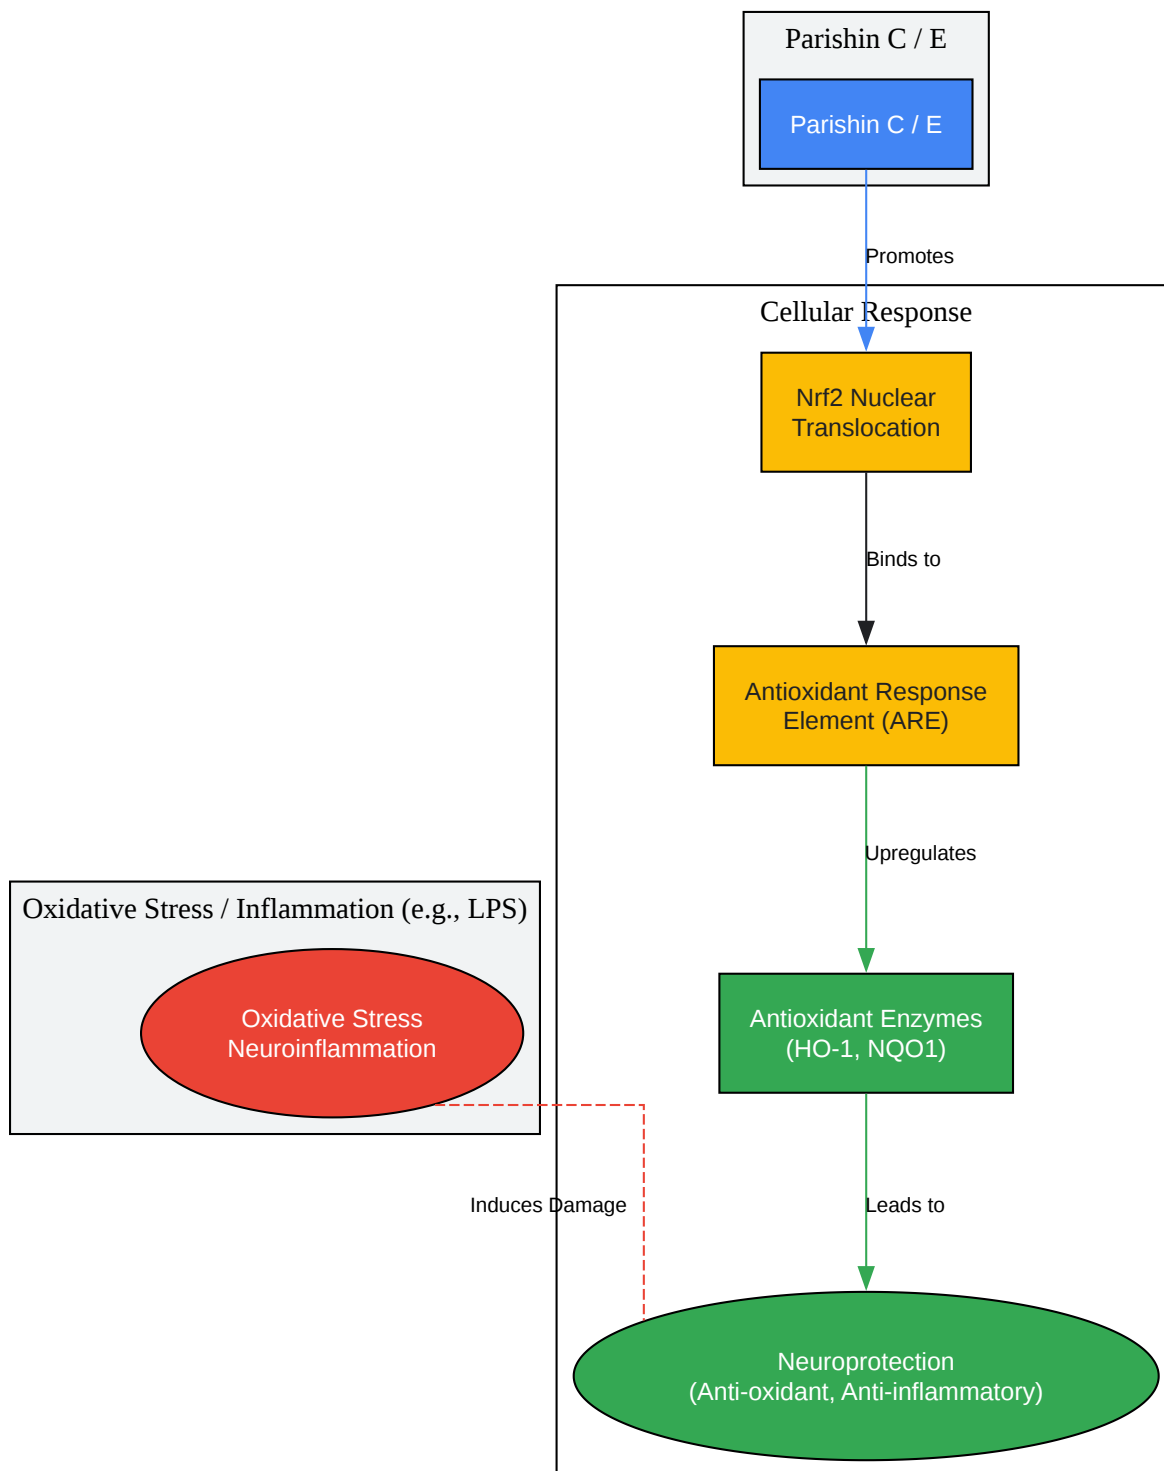 Parishin C / E
Parishin C / E
Promotes
Cellular Response
Nrf2 Nuclear
Translocation
Binds to
Antioxidant Response
Element (ARE)
Upregulates
Oxidative Stress / Inflammation (e.g., LPS)
Oxidative Stress
Neuroinflammation
Antioxidant Enzymes
(HO-1, NQO1)
Induces Damage
Leads to
Neuroprotection
(Anti-oxidant, Anti-inflammatory)